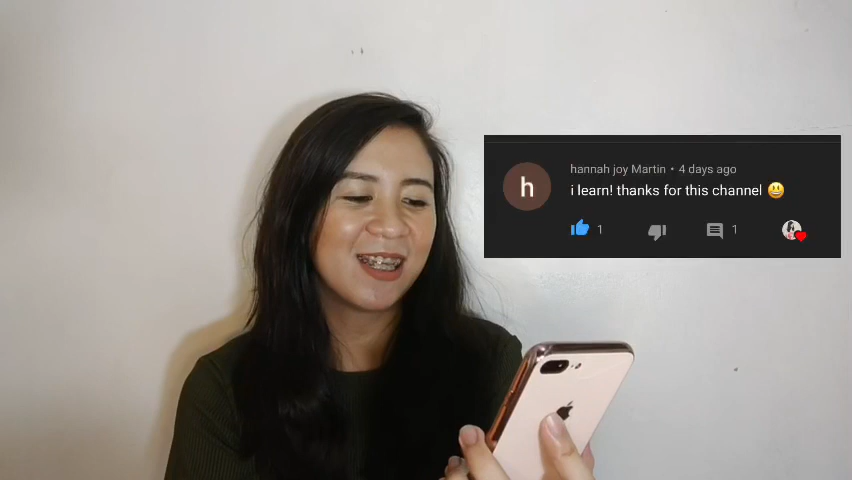 h
hannah joy Martin • 4 days ago
i learn! thanks for this channel 😃
1
1